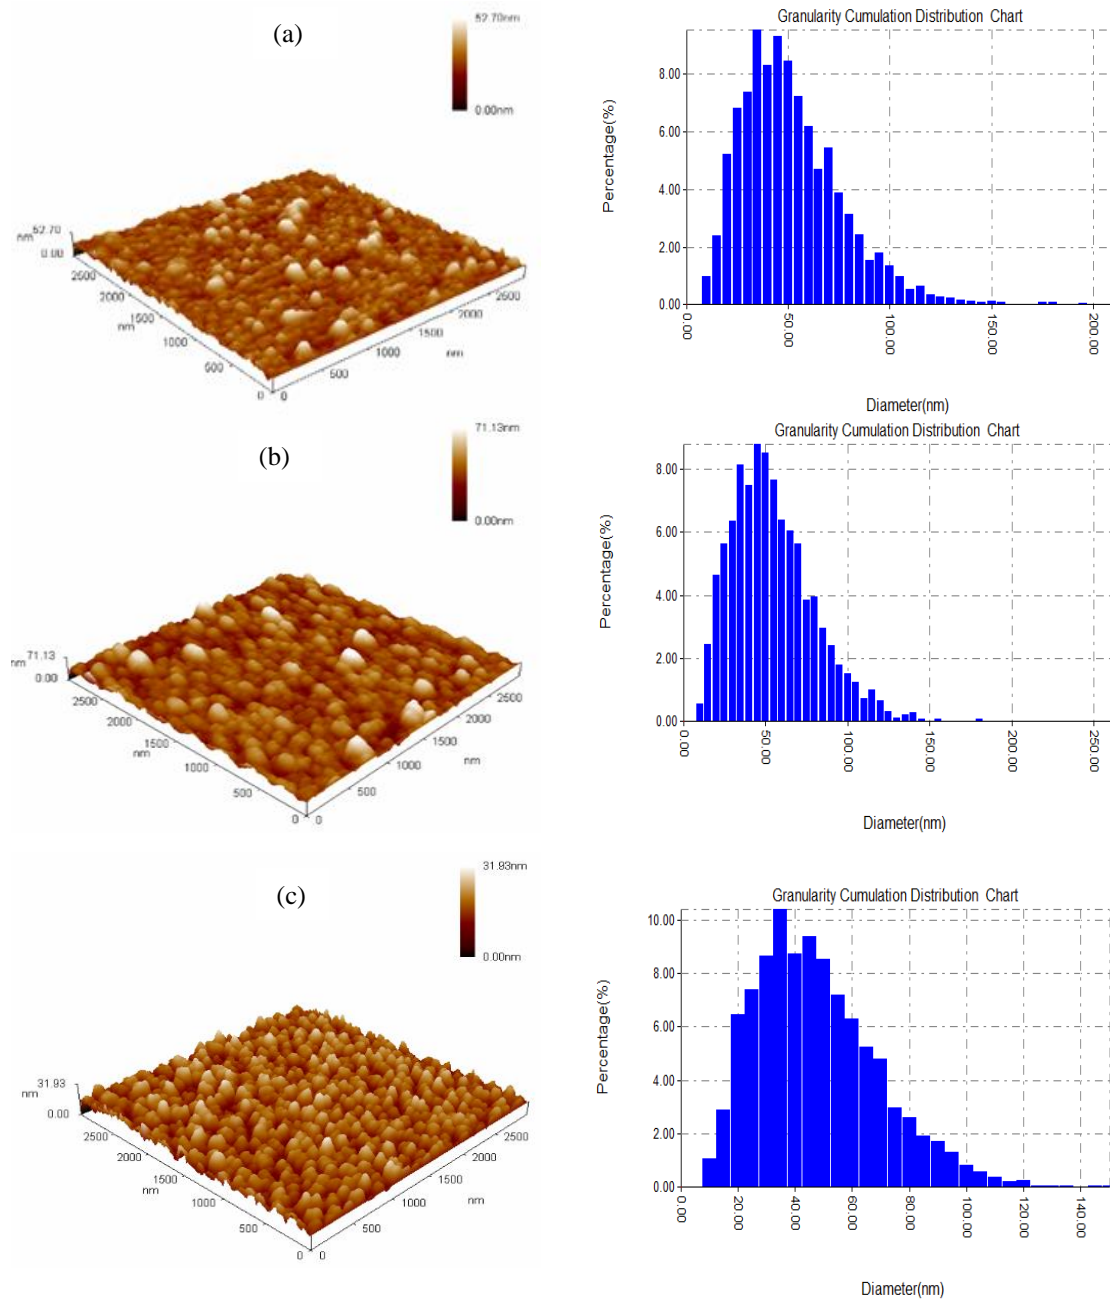 (a)
52.70nm
0.00nm
nm 52.70
0.00
2500
2000
1500
nm
1000
500
0
0
500
1000
nm
1500
2000
2500
Granularity Cumulation Distribution Chart
Percentage(%)
8.00
6.00
4.00
2.00
0.00
0.00
50.00
100.00
150.00
200.00
Diameter(nm)
(b)
71.13nm
0.00nm
nm 71.13
0.00
2500
2000
1500
nm
1000
500
0
0
500
1000
nm
1500
2000
2500
Granularity Cumulation Distribution Chart
Percentage(%)
8.00
6.00
4.00
2.00
0.00
0.00
50.00
100.00
150.00
200.00
250.00
Diameter(nm)
(c)
31.93nm
0.00nm
31.93
nm
0.00
2500
2000
1500
nm
1000
500
0
0
500
1000
nm
1500
2000
2500
Granularity Cumulation Distribution Chart
Percentage(%)
10.00
8.00
6.00
4.00
2.00
0.00
0.00
20.00
40.00
60.00
80.00
100.00
120.00
140.00
Diameter(nm)